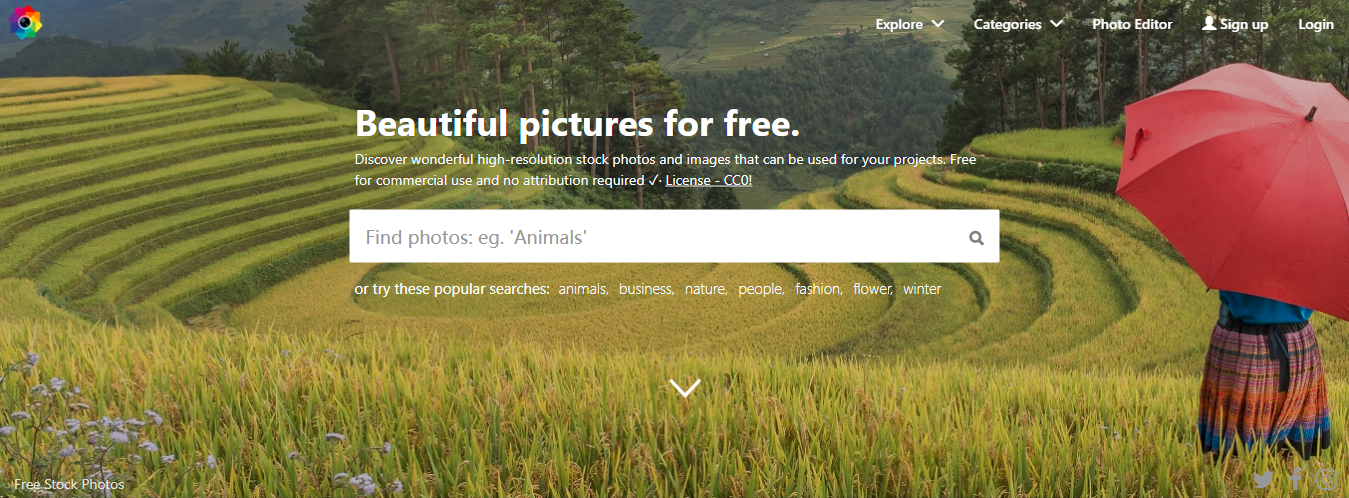 Explore
Categories
Photo Editor
Sign up
Login
Beautiful pictures for free.
Discover wonderful high-resolution stock photos and images that can be used for your projects. Free
for commercial use and no attribution required ✓· License - CC0!
Find photos: eg. 'Animals'
or try these popular searches: animals, business, nature, people, fashion, flower, winter
Free Stock Photos